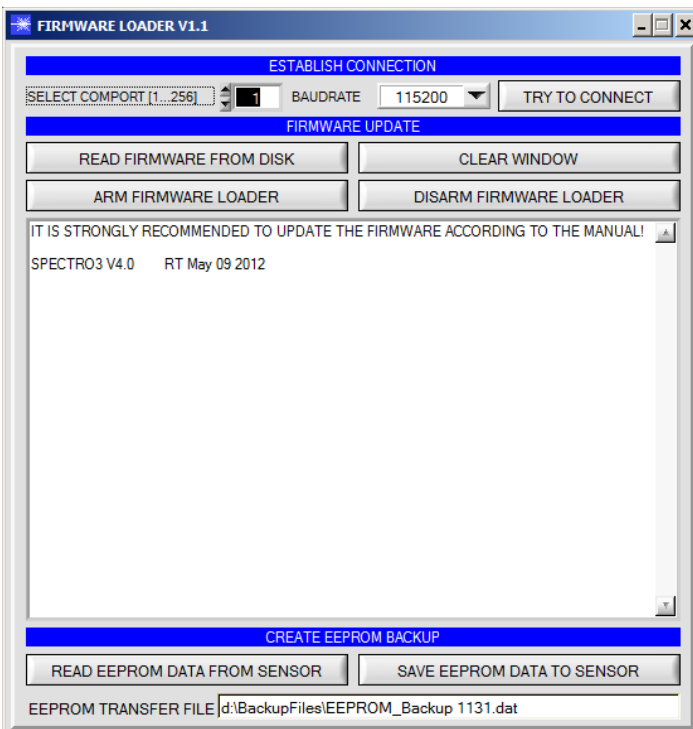 FIRMWARE LOADER V1.1
ESTABLISH CONNECTION
SELECT COMPORT [1...256] 1 BAUDRATE 115200 TRY TO CONNECT
FIRMWARE UPDATE
READ FIRMWARE FROM DISK CLEAR WINDOW
ARM FIRMWARE LOADER DISARM FIRMWARE LOADER
IT IS STRONGLY RECOMMENDED TO UPDATE THE FIRMWARE ACCORDING TO THE MANUAL!
SPECTRO3 V4.0 RT May 09 2012
CREATE EEPROM BACKUP
READ EEPROM DATA FROM SENSOR SAVE EEPROM DATA TO SENSOR
EEPROM TRANSFER FILE d:\BackupFiles\EEPROM_Backup 1131.dat